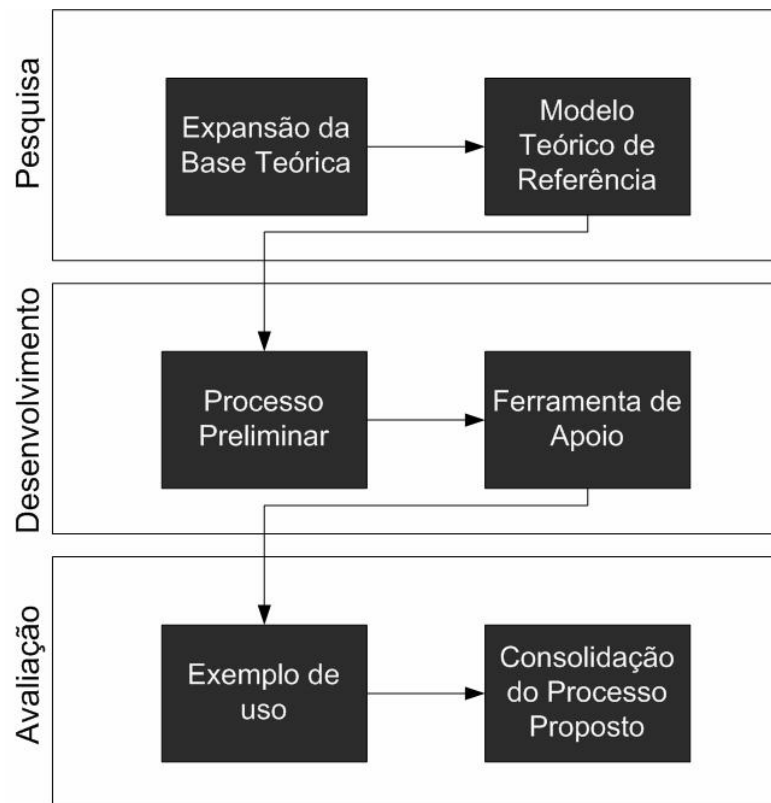 Pesquisa
Expansão da
Base Teórica
Modelo
Teórico de
Referência
Desenvolvimento
Processo
Preliminar
Ferramenta de
Apoio
Avaliação
Exemplo de
uso
Consolidação
do Processo
Proposto